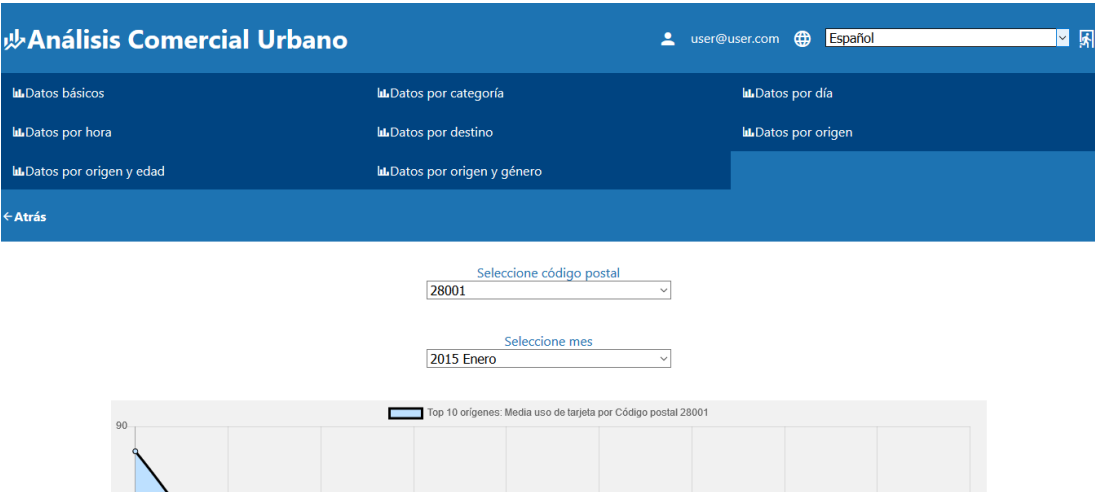 Análisis Comercial Urbano
user@user.com
Español
Datos básicos
Datos por categoría
Datos por día
Datos por hora
Datos por destino
Datos por origen
Datos por origen y edad
Datos por origen y género
←Atrás
Seleccione código postal
28001
Seleccione mes
2015 Enero
Top 10 orígenes: Media uso de tarjeta por Código postal 28001
90